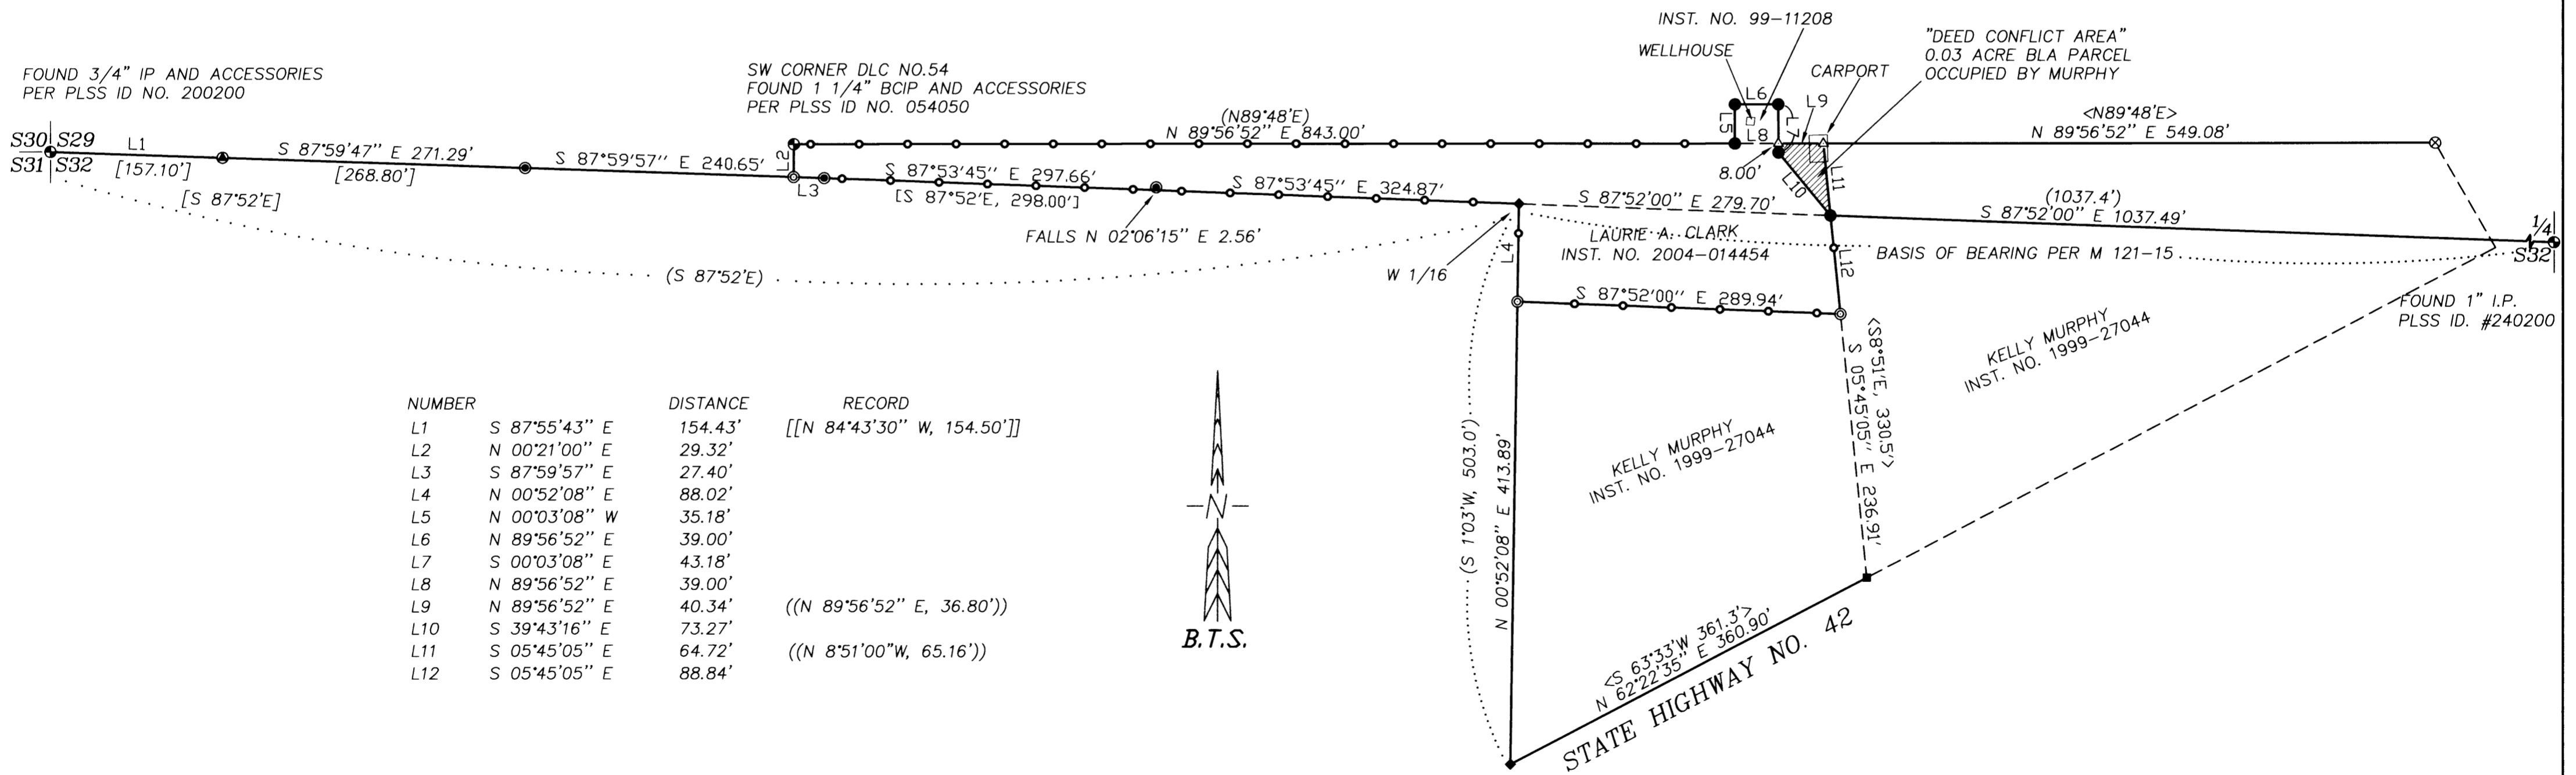 INST. NO. 99-11208
WELLHOUSE
"DEED CONFLICT AREA"
0.03 ACRE BLA PARCEL
OCCUPIED BY MURPHY
CARPORT
FOUND 3/4" IP AND ACCESSORIES
PER PLSS ID NO. 200200
SW CORNER DLC NO.54
FOUND 1 1/4" BCIP AND ACCESSORIES
PER PLSS ID NO. 054050
(N89°48'E)
N 89°56'52" E 843.00'
L6
L9
L5
L8
L7
8.00'
L10
L11
<N89°48'E>
N 89°56'52" E 549.08'
S30 S29
S31 S32
L1
[157.10']
S 87°59'47" E 271.29'
[268.80']
S 87°59'57" E 240.65'
L2
L3
S 87°53'45" E 297.66'
[S 87°52'E, 298.00']
S 87°53'45" E 324.87'
[S 87°52'E]
FALLS N 02°06'15" E 2.56'
(S 87°52'E)
S 87°52'00" E 279.70'
(1037.4')
S 87°52'00" E 1037.49'
1/4
S32
LAURIE A. CLARK
INST. NO. 2004-014454
BASIS OF BEARING PER M 121-15
W 1/16
L4
L12
S 87°52'00" E 289.94'
FOUND 1" I.P.
PLSS ID. #240200
KELLY MURPHY
INST. NO. 1999-27044
<S8°51'E, 330.5'>
S 05°45'05" E 236.91'
KELLY MURPHY
INST. NO. 1999-27044
(S 1°03'W, 503.0')
N 00°52'08" E 413.89'
<S 63°33'W 361.3'>
N 62°22'35" E 360.90'
STATE HIGHWAY NO. 42
NUMBER DISTANCE RECORD
L1 S 87°55'43" E 154.43' [[N 84°43'30" W, 154.50']]
L2 N 00°21'00" E 29.32'
L3 S 87°59'57" E 27.40'
L4 N 00°52'08" E 88.02'
L5 N 00°03'08" W 35.18'
L6 N 89°56'52" E 39.00'
L7 S 00°03'08" E 43.18'
L8 N 89°56'52" E 39.00'
L9 N 89°56'52" E 40.34' ((N 89°56'52" E, 36.80'))
L10 S 39°43'16" E 73.27'
L11 S 05°45'05" E 64.72' ((N 8°51'00"W, 65.16'))
L12 S 05°45'05" E 88.84'
N
B.T.S.